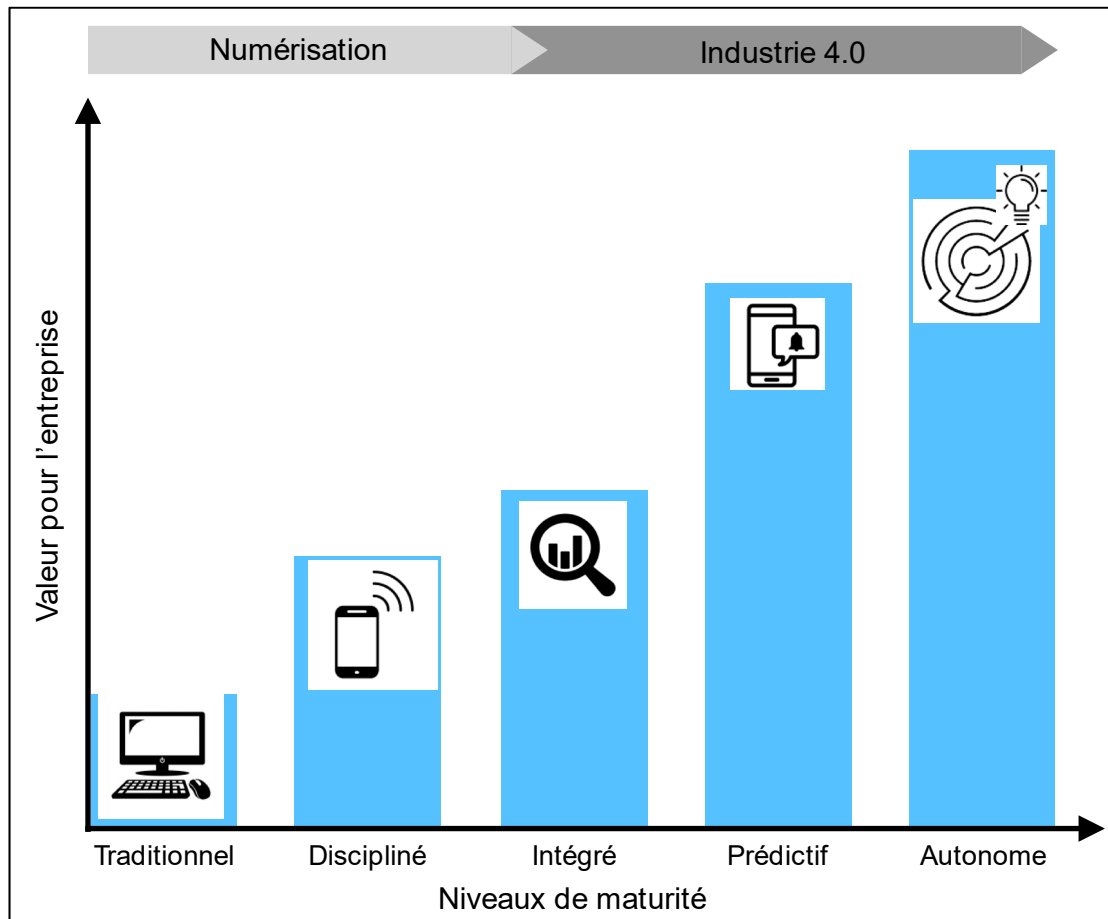 Numérisation
Industrie 4.0
Valeur pour l’entreprise
Traditionnel
Discipliné
Intégré
Prédictif
Autonome
Niveaux de maturité